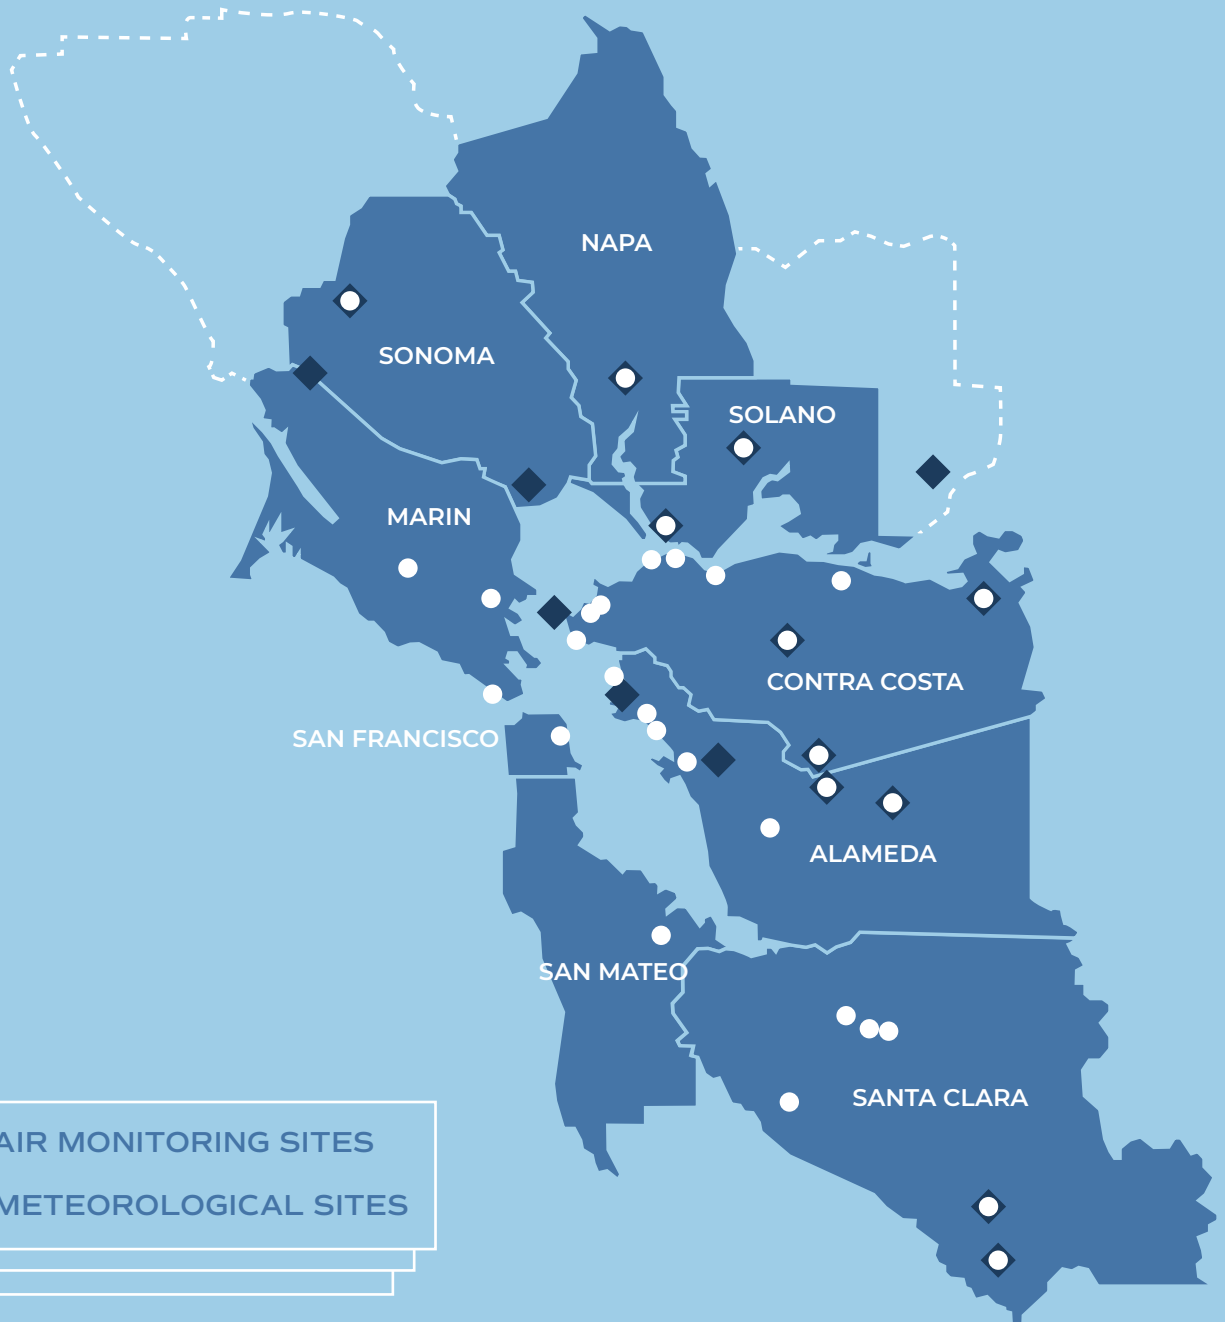 NAPA
SONOMA
SOLANO
MARIN
CONTRA COSTA
SAN FRANCISCO
ALAMEDA
SAN MATEO
SANTA CLARA
AIR MONITORING SITES
METEOROLOGICAL SITES